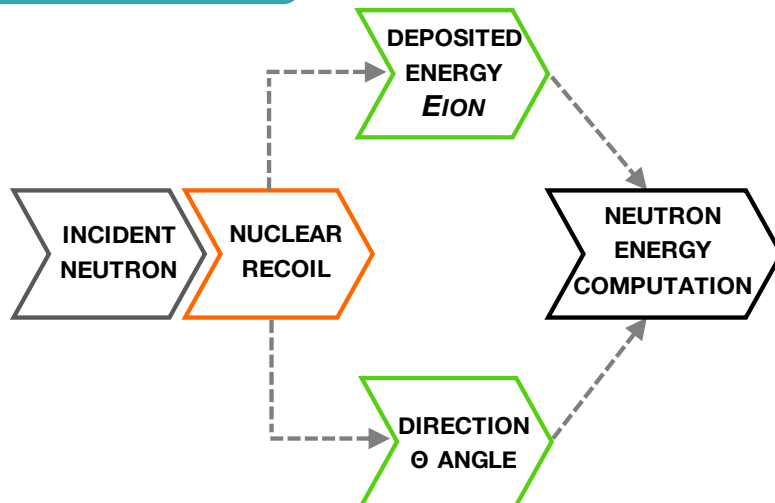 DEPOSITED
ENERGY
EION
INCIDENT
NEUTRON
NUCLEAR
RECOIL
NEUTRON
ENERGY
COMPUTATION
DIRECTION
Θ ANGLE